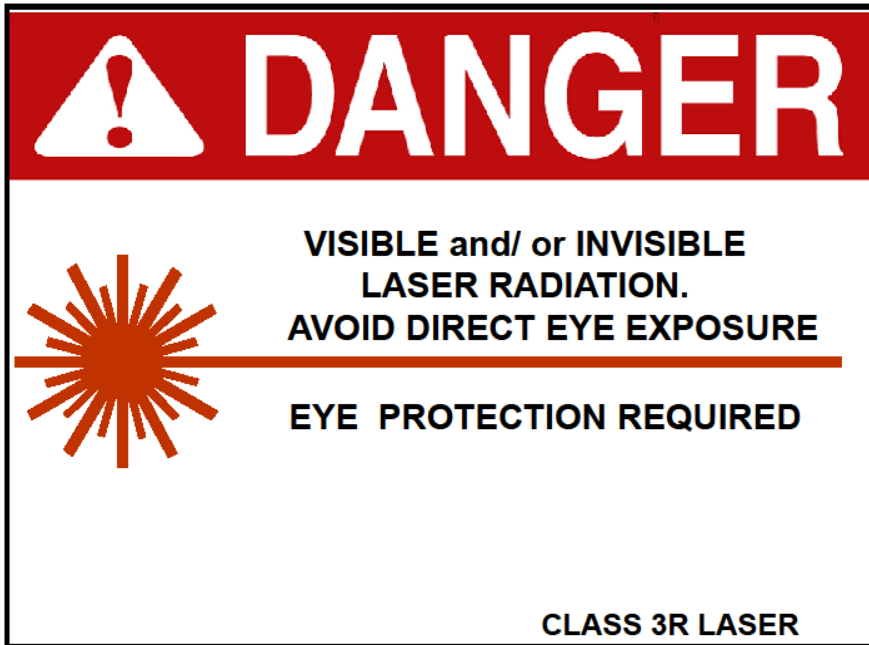 DANGER
VISIBLE and/ or INVISIBLE
LASER RADIATION.
AVOID DIRECT EYE EXPOSURE
EYE PROTECTION REQUIRED
CLASS 3R LASER